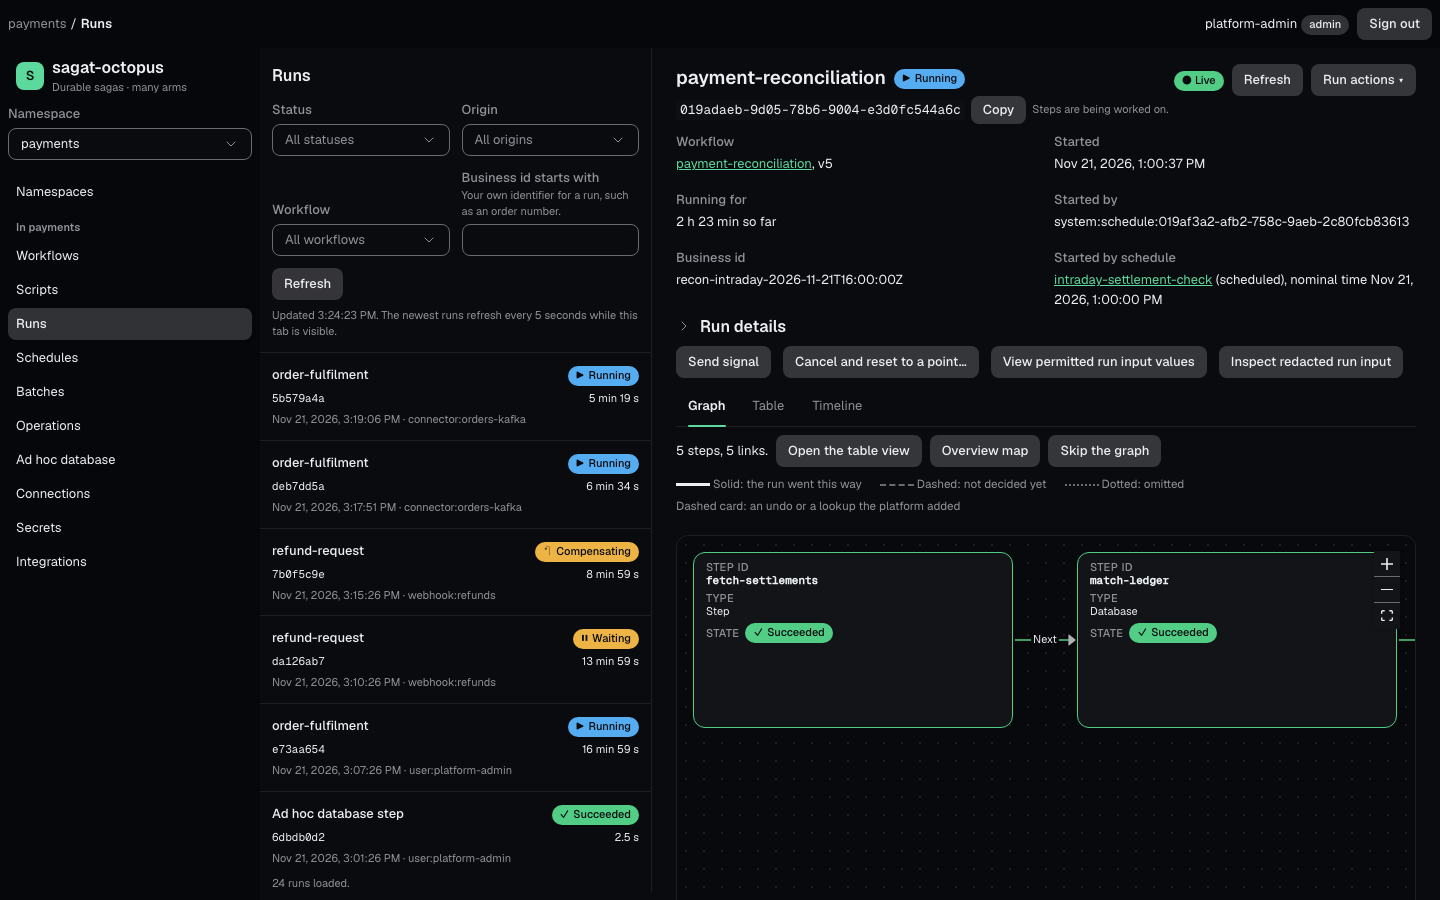 payments / Runs
platform-admin admin Sign out
S
sagat-octopus
Durable sagas · many arms
Namespace
payments
Namespaces
In payments
Workflows
Scripts
Runs
Schedules
Batches
Operations
Ad hoc database
Connections
Secrets
Integrations
Runs
Status
All statuses
Origin
All origins
Workflow
All workflows
Business id starts with
Your own identifier for a run, such
as an order number.
Refresh
Updated 3:24:23 PM. The newest runs refresh every 5 seconds while this
tab is visible.
order-fulfilment Running
5b579a4a 5 min 19 s
Nov 21, 2026, 3:19:06 PM · connector:orders-kafka
order-fulfilment Running
deb7dd5a 6 min 34 s
Nov 21, 2026, 3:17:51 PM · connector:orders-kafka
refund-request Compensating
7b0f5c9e 8 min 59 s
Nov 21, 2026, 3:15:26 PM · webhook:refunds
refund-request Waiting
da126ab7 13 min 59 s
Nov 21, 2026, 3:10:26 PM · webhook:refunds
order-fulfilment Running
e73aa654 16 min 59 s
Nov 21, 2026, 3:07:26 PM · user:platform-admin
Ad hoc database step Succeeded
6dbdb0d2 2.5 s
Nov 21, 2026, 3:01:26 PM · user:platform-admin
24 runs loaded.
payment-reconciliation Running
Live Refresh Run actions
019adaeb-9d05-78b6-9004-e3d0fc544a6c Copy Steps are being worked on.
Workflow
payment-reconciliation, v5
Started
Nov 21, 2026, 1:00:37 PM
Running for
2 h 23 min so far
Started by
system:schedule:019af3a2-afb2-758c-9aeb-2c80fcb83613
Business id
recon-intraday-2026-11-21T16:00:00Z
Started by schedule
intraday-settlement-check (scheduled), nominal time Nov 21,
2026, 1:00:00 PM
Run details
Send signal Cancel and reset to a point... View permitted run input values Inspect redacted run input
Graph Table Timeline
5 steps, 5 links. Open the table view Overview map Skip the graph
Solid: the run went this way Dashed: not decided yet Dotted: omitted
Dashed card: an undo or a lookup the platform added
STEP ID
fetch-settlements
TYPE
Step
STATE Succeeded
Next
STEP ID
match-ledger
TYPE
Database
STATE Succeeded